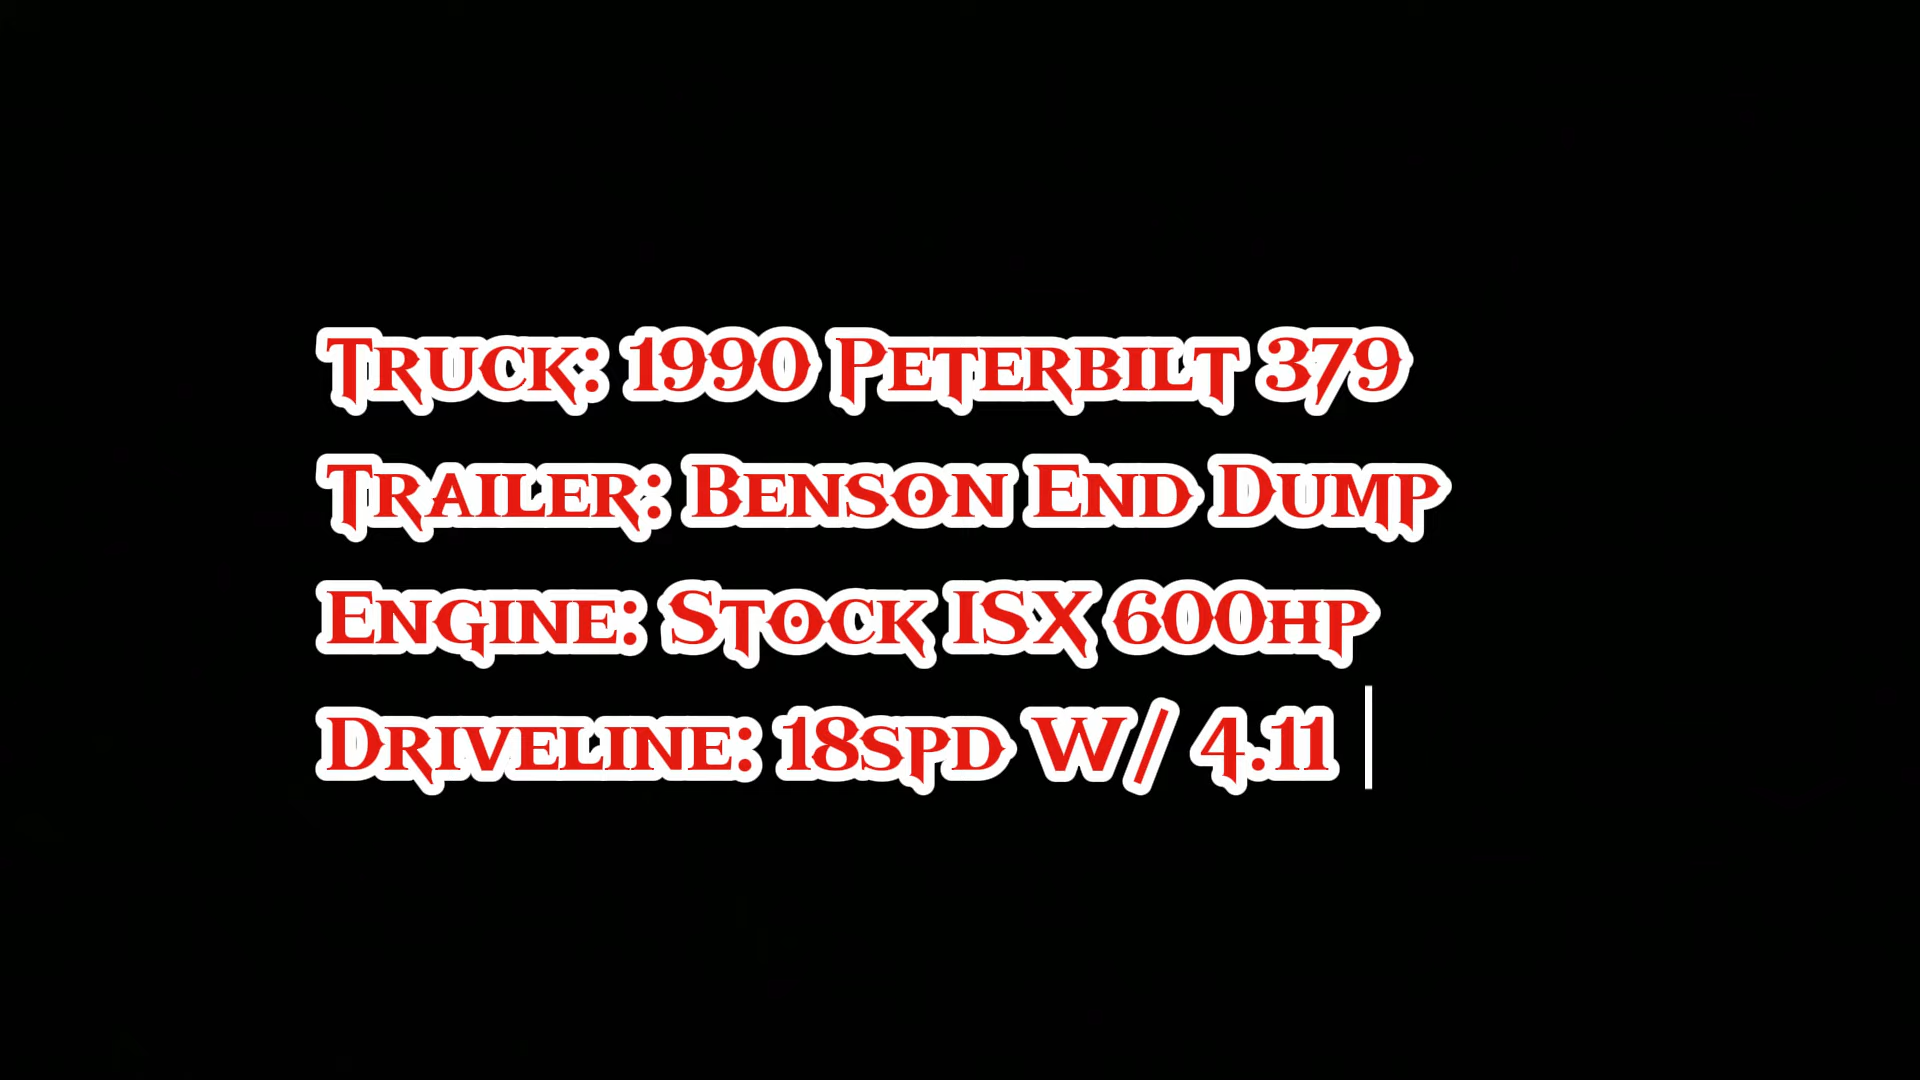 Truck: 1990 Peterbilt 379
Trailer: Benson End Dump
Engine: Stock ISX 600hp
Driveline: 18spd W/ 4.11